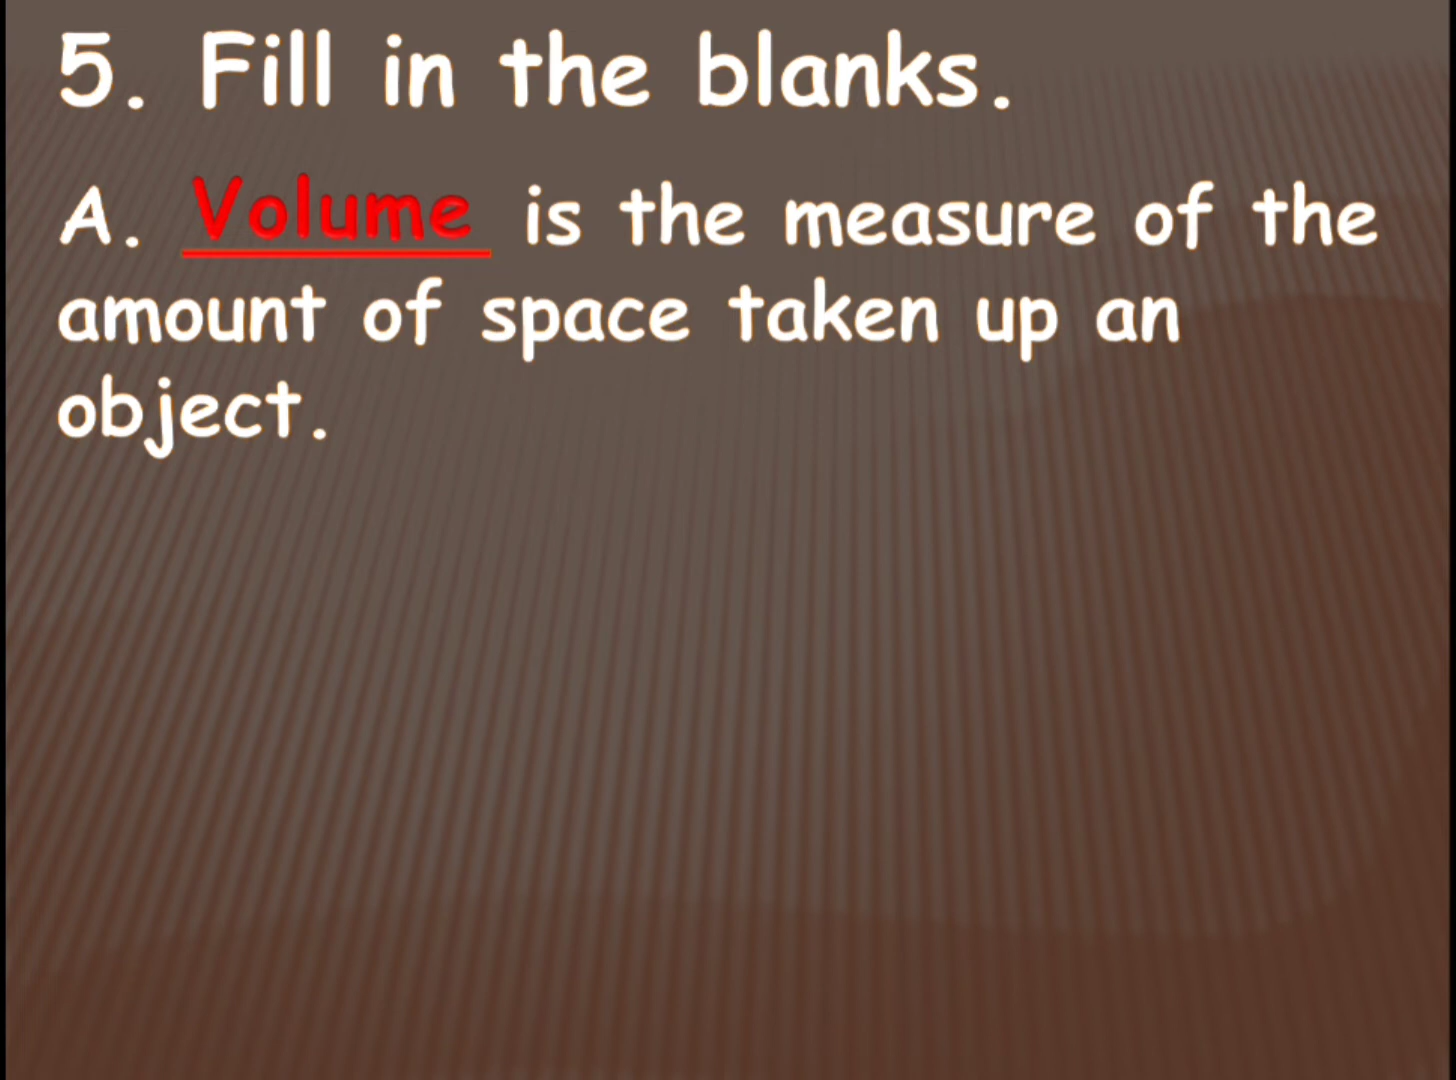 5. Fill in the blanks.
A. Volume is the measure of the
amount of space taken up an
object.